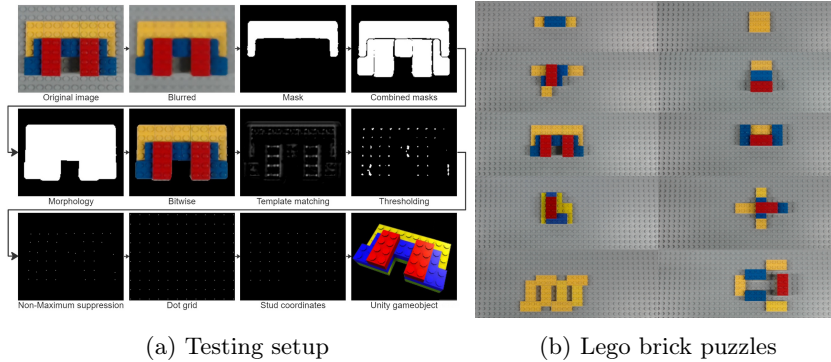 Original image Blurred Mask Combined masks
Morphology Bitwise Template matching Thresholding
Non-Maximum suppression Dot grid Stud coordinates Unity gameobject
(a) Testing setup (b) Lego brick puzzles